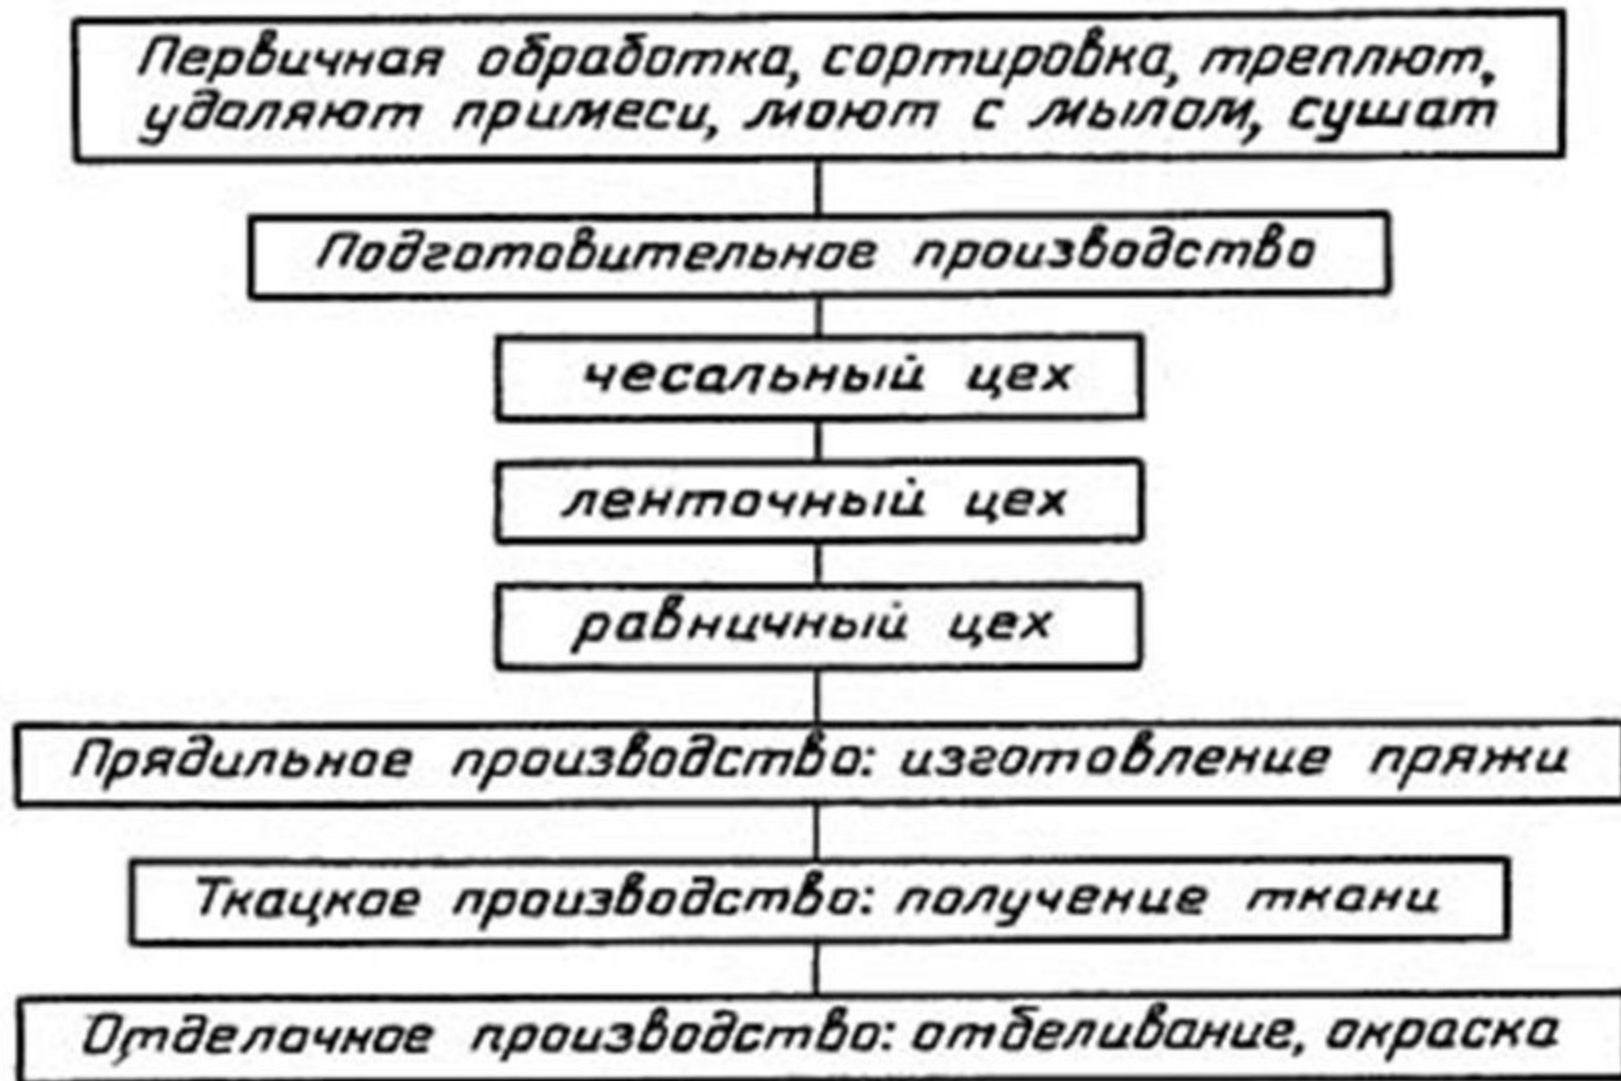 Первичная обработка, сортировка, треплют,
удаляют примеси, моют с мылом, сушат
Подготовительное производство
чесальный цех
ленточный цех
равничный цех
Прядильное производство: изготовление пряжи
Ткацкое производство: получение ткани
Отделочное производство: отбеливание, окраска